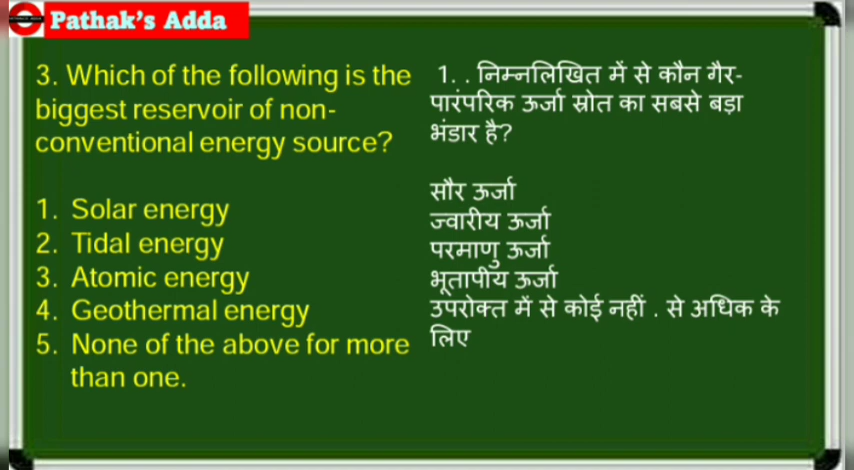 Pathak's Adda
3. Which of the following is the
biggest reservoir of non-
conventional energy source?
1. Solar energy
2. Tidal energy
3. Atomic energy
4. Geothermal energy
5. None of the above for more
than one.
1. . निम्नलिखित में से कौन गैर-
पारंपरिक ऊर्जा स्रोत का सबसे बड़ा
भंडार है?
सौर ऊर्जा
ज्वारीय ऊर्जा
परमाणु ऊर्जा
भूतापीय ऊर्जा
उपरोक्त में से कोई नहीं . से अधिक के
लिए